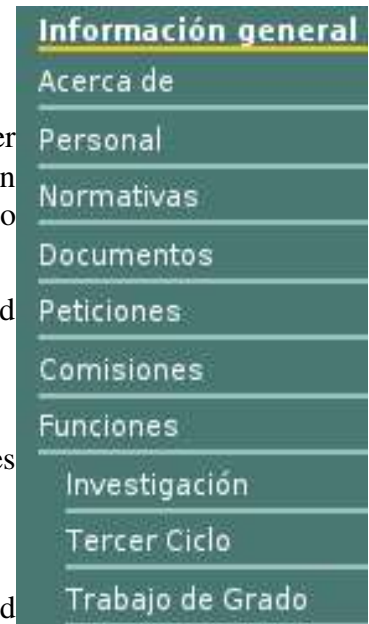 Información general
Acerca de
Personal
Normativas
Documentos
Peticiones
Comisiones
Funciones
Investigación
Tercer Ciclo
Trabajo de Grado